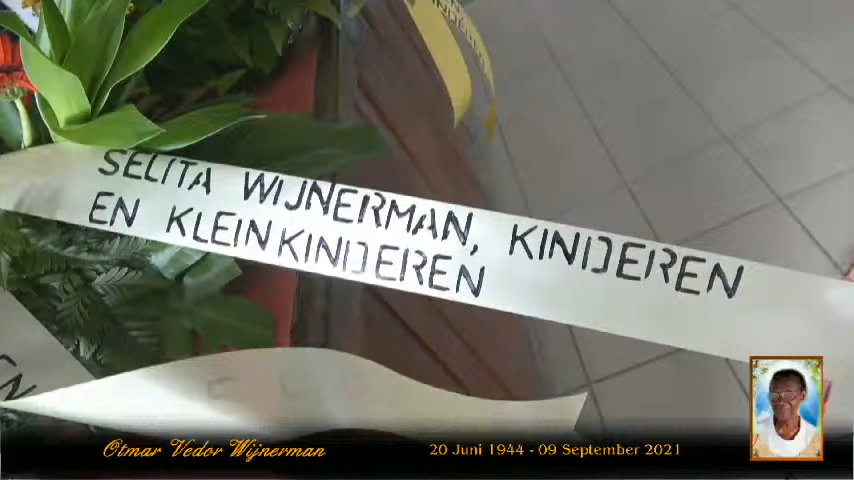 SELITA WIJNERMAN, KINDEREN
EN KLEINKINDEREN
Otmar Vedor Wijnerman
20 Juni 1944 - 09 September 2021